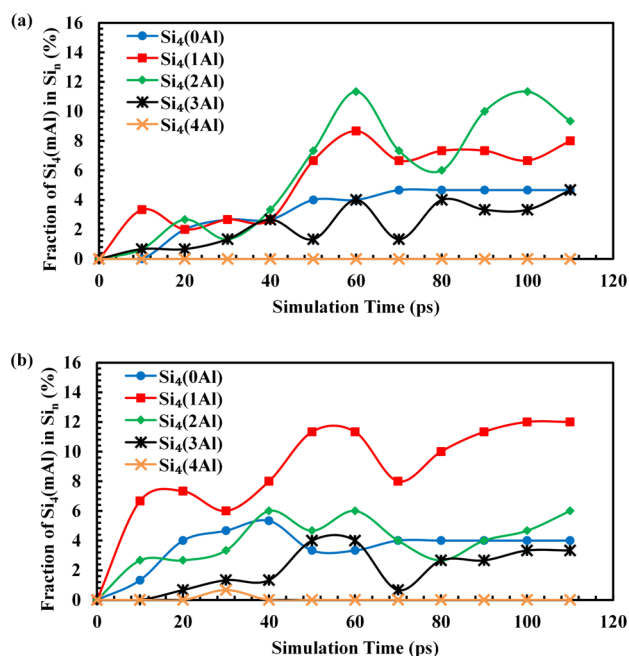 (a)
Fraction of Si₄(mAl) in Siₙ (%)
16
14
12
10
8
6
4
2
0
Si₄(0Al)
Si₄(1Al)
Si₄(2Al)
Si₄(3Al)
Si₄(4Al)
0 20 40 60 80 100 120
Simulation Time (ps)
(b)
Fraction of Si₄(mAl) in Siₙ (%)
16
14
12
10
8
6
4
2
0
Si₄(0Al)
Si₄(1Al)
Si₄(2Al)
Si₄(3Al)
Si₄(4Al)
0 20 40 60 80 100 120
Simulation Time (ps)